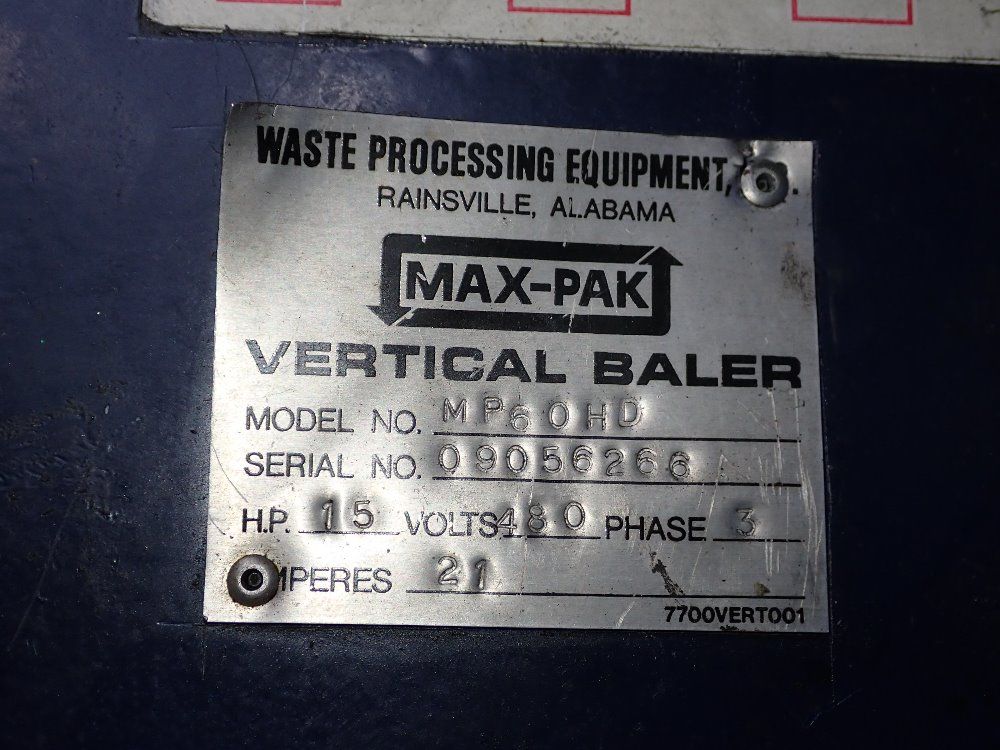 WASTE PROCESSING EQUIPMENT,
RAINSVILLE, ALABAMA
MAX-PAK
VERTICAL BALER
MODEL NO. MP60HD
SERIAL NO. 09056266
H.P. 15 VOLTS 480 PHASE 3
AMPERES 21
7700VERT001